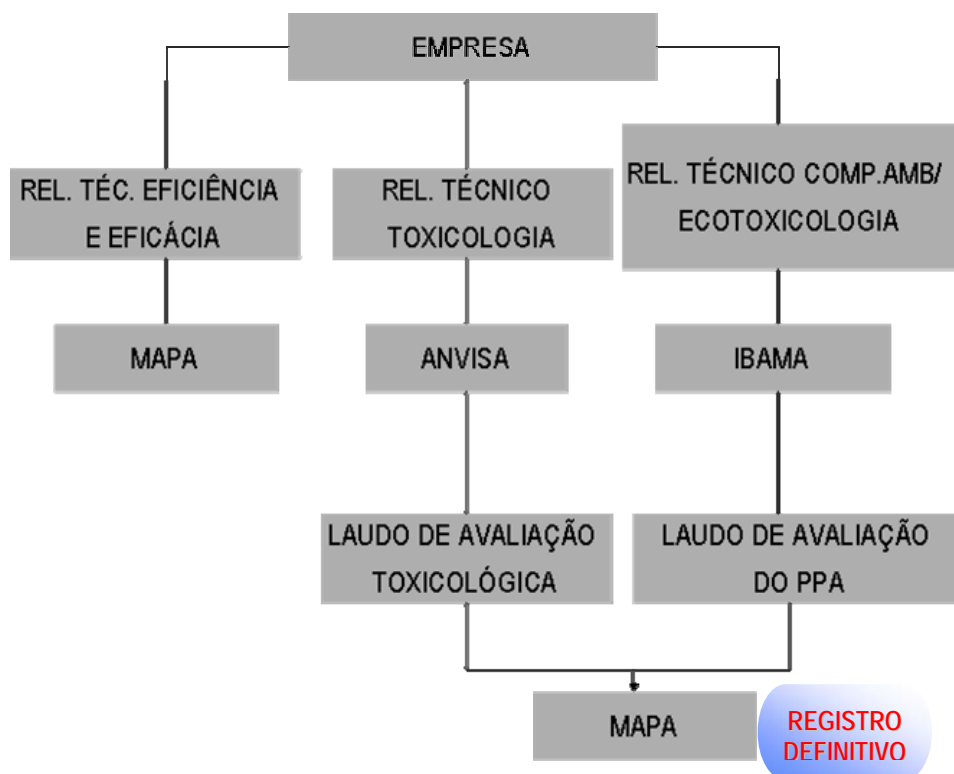 EMPRESA
REL. TÉC. EFICIÊNCIA
E EFICÁCIA
REL. TÉCNICO
TOXICOLOGIA
REL. TÉCNICO COMP.AMB/
ECOTOXICOLOGIA
MAPA
ANVISA
IBAMA
LAUDO DE AVALIAÇÃO
TOXICOLÓGICA
LAUDO DE AVALIAÇÃO
DO PPA
MAPA
REGISTRO
DEFINITIVO